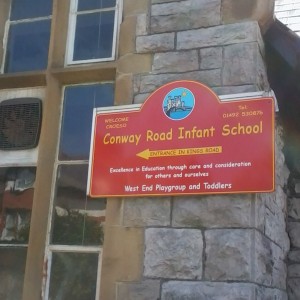 WELCOME
CROESO
Tel:
Conway Road Infant School
ENTRANCE IN KINGS ROAD
Excellence in Education through care and consideration
for others and ourselves
West End Playgroup and Toddlers